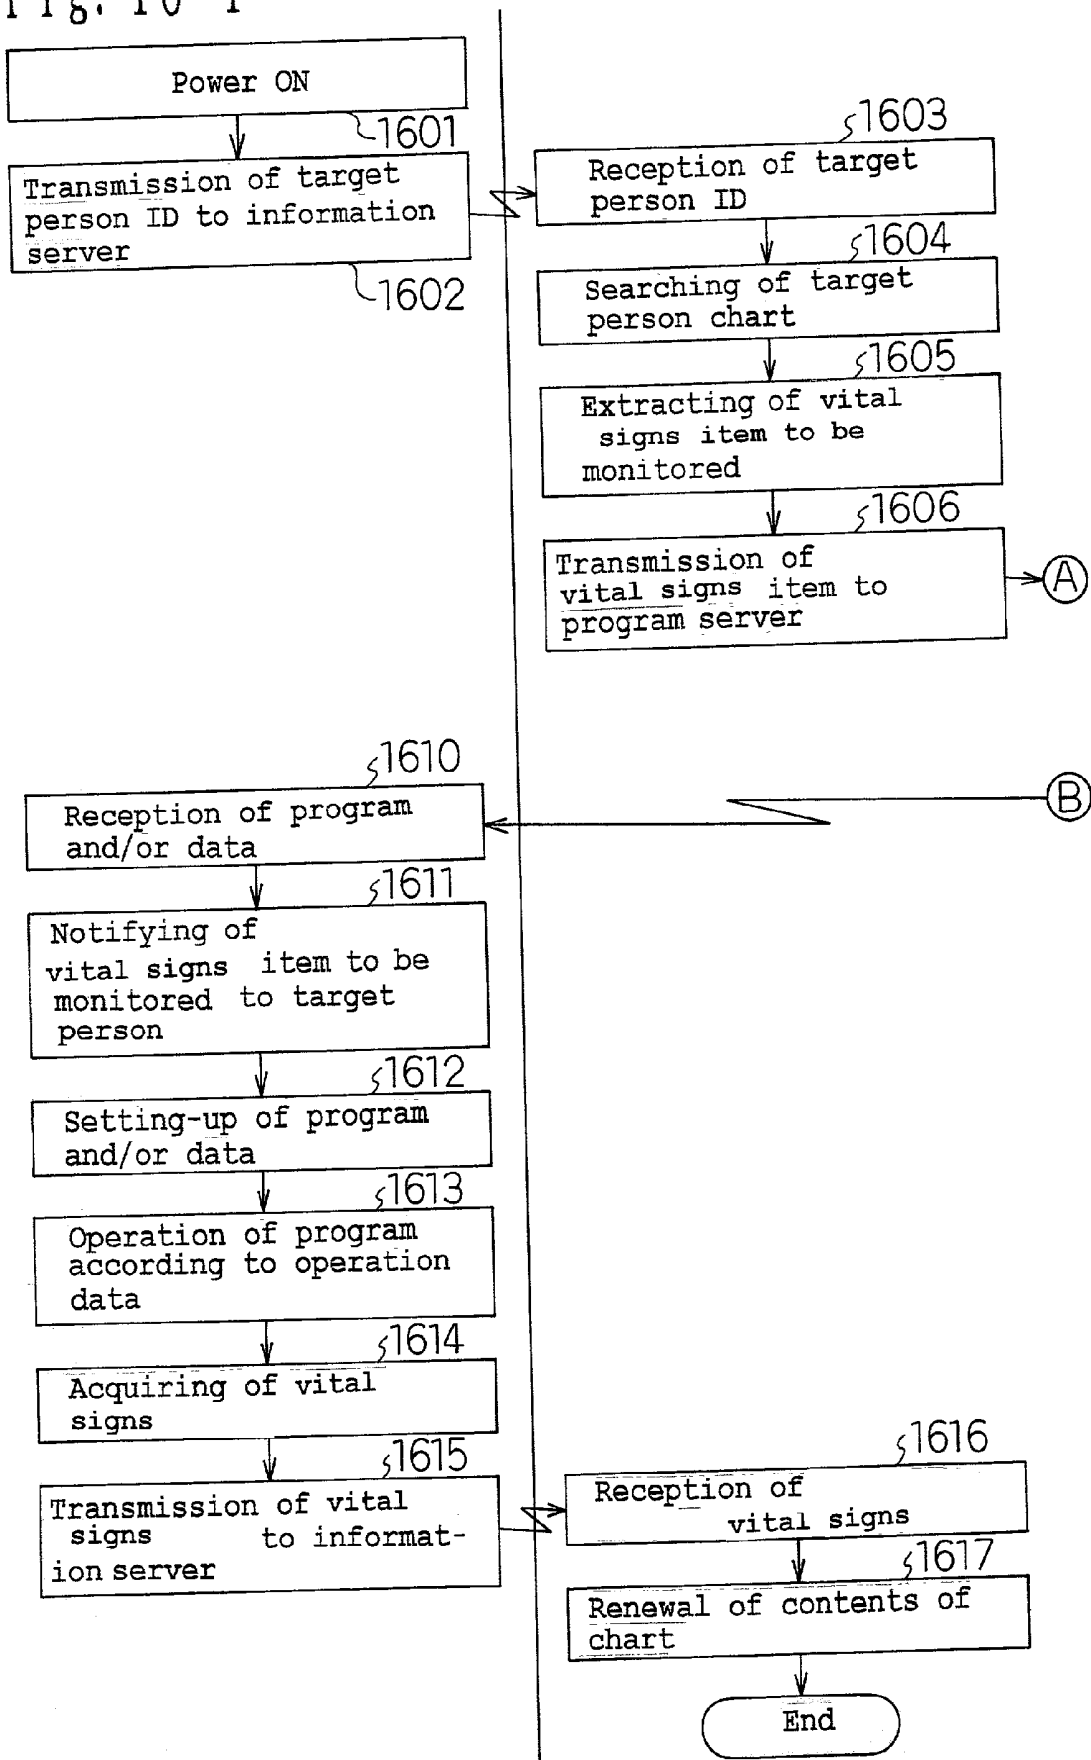 Fig. 16-1
Power ON
1601
Transmission of target
person ID to information
server
1602
1603
Reception of target
person ID
1604
Searching of target
person chart
1605
Extracting of vital
signs item to be
monitored
1606
Transmission of
vital signs item to
program server
A
B
1610
Reception of program
and/or data
1611
Notifying of
vital signs item to be
monitored to target
person
1612
Setting-up of program
and/or data
1613
Operation of program
according to operation
data
1614
Acquiring of vital
signs
1615
Transmission of vital
signs to informat-
ion server
1616
Reception of
vital signs
1617
Renewal of contents of
chart
End